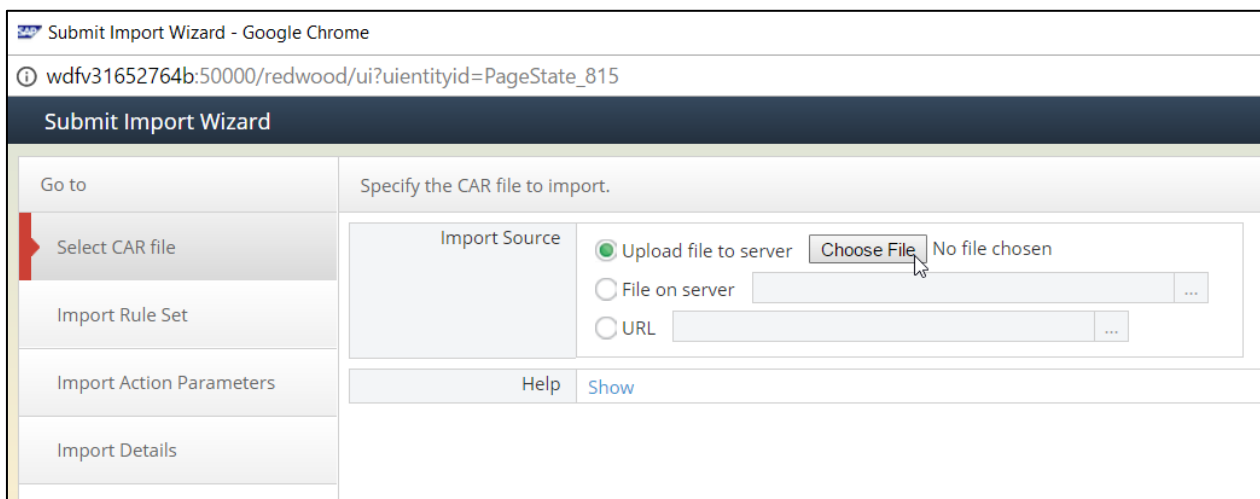 SAP Submit Import Wizard - Google Chrome
wdfv31652764b:50000/redwood/ui?uientityid=PageState_815
Submit Import Wizard
Go to
Specify the CAR file to import.
Select CAR file
Import Rule Set
Import Action Parameters
Import Details
Import Source
Upload file to server Choose File No file chosen
File on server ...
URL ...
Help Show